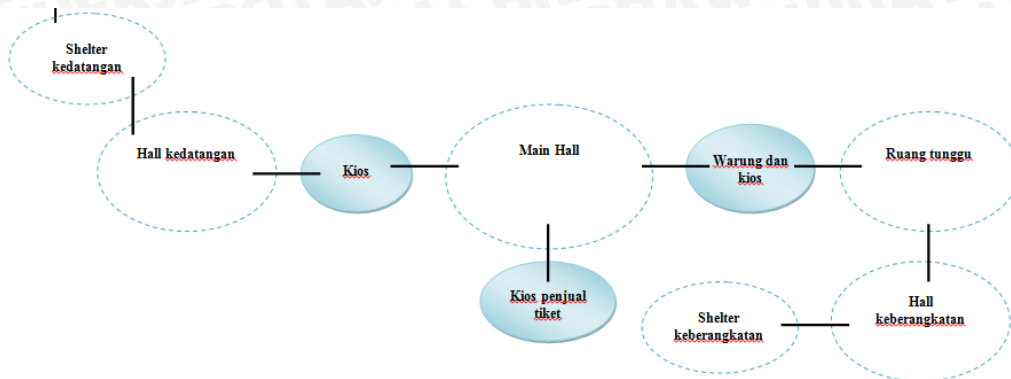 Shelter
kedatangan
Hall kedatangan
Kios
Main Hall
Warung dan
kios
Ruang tunggu
Kios penjual
tiket
Shelter
keberangkatan
Hall
keberangkatan